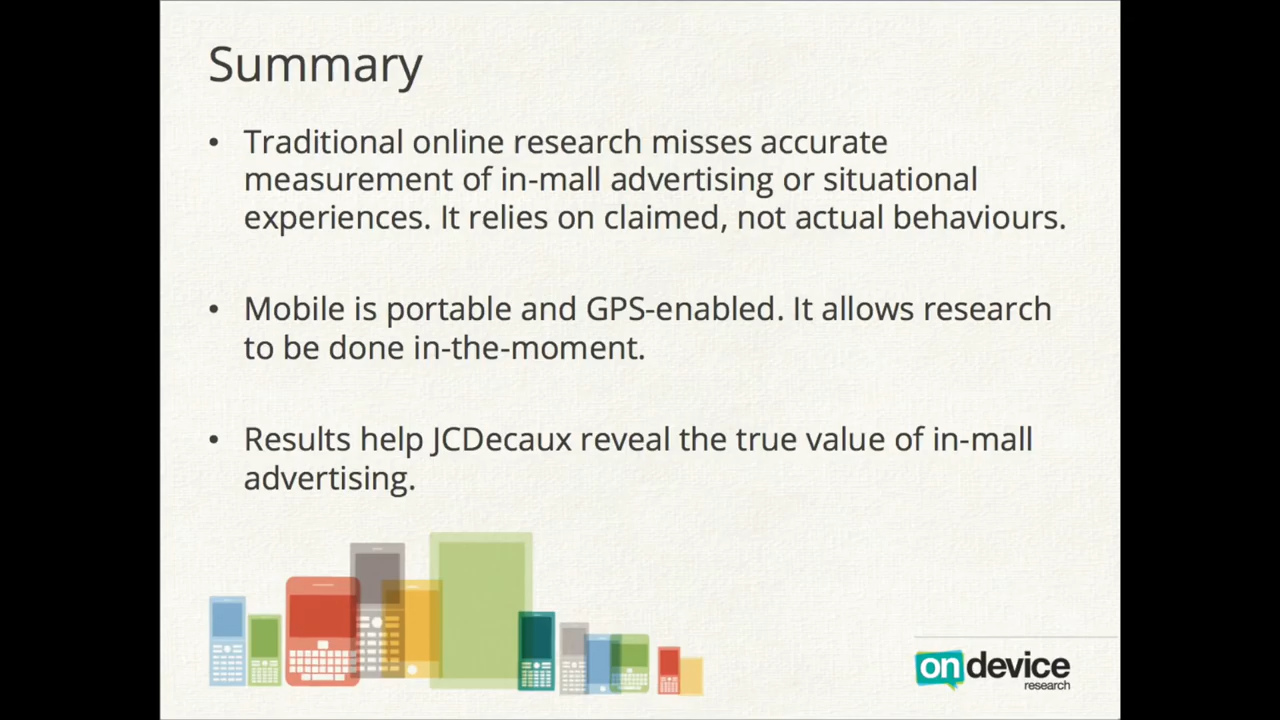 Summary
• Traditional online research misses accurate
measurement of in-mall advertising or situational
experiences. It relies on claimed, not actual behaviours.
• Mobile is portable and GPS-enabled. It allows research
to be done in-the-moment.
• Results help JCDecaux reveal the true value of in-mall
advertising.
ondevice
research